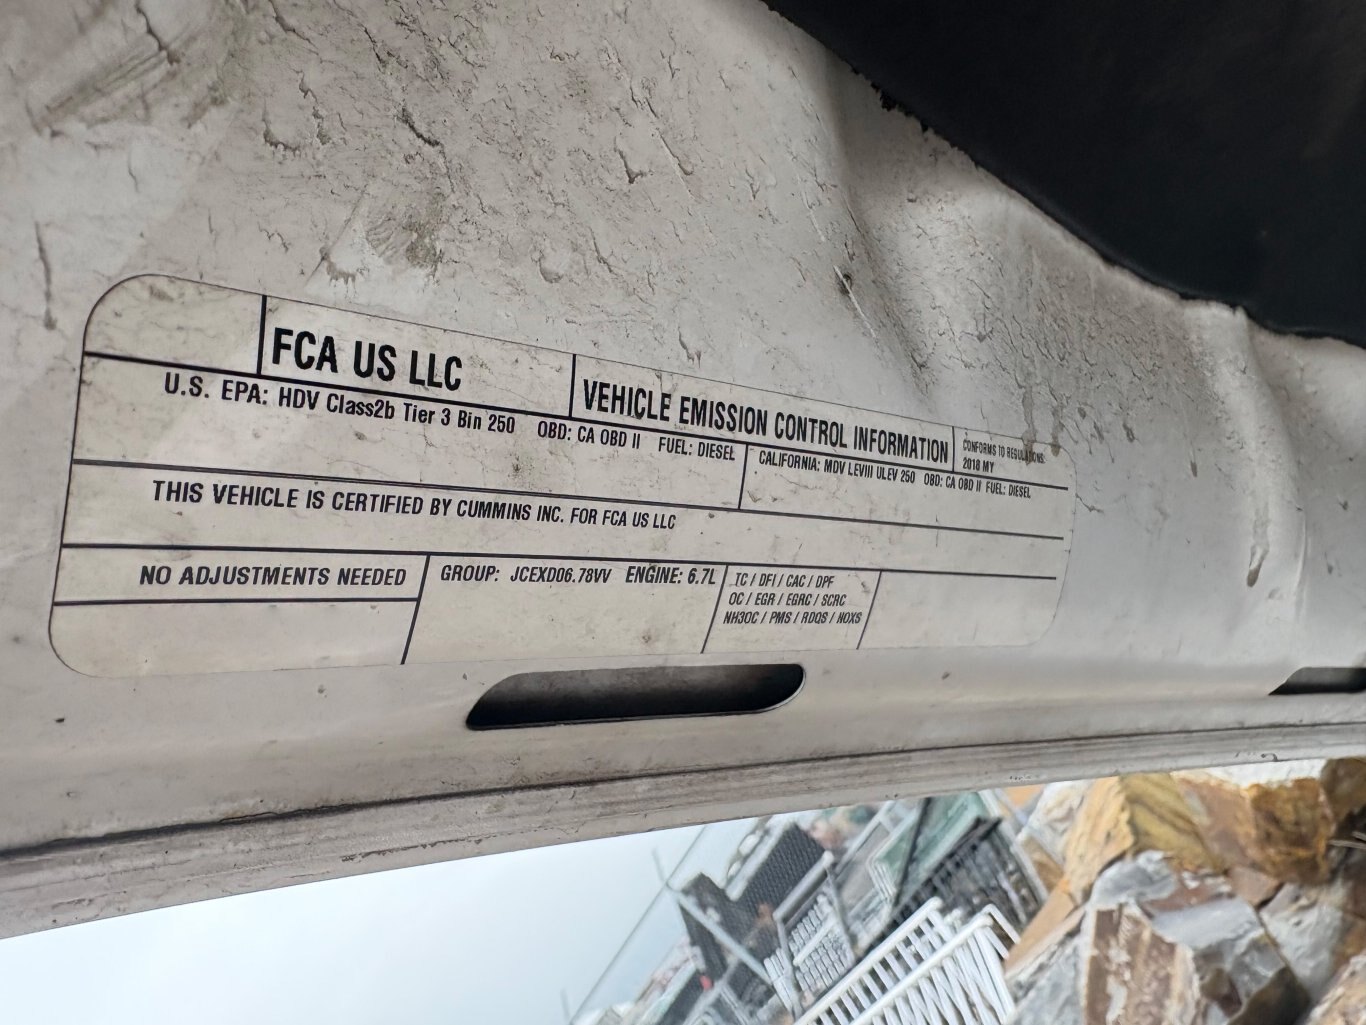 FCA US LLC
VEHICLE EMISSION CONTROL INFORMATION
CONFORMS TO REGULATIONS:
2018 MY
U.S. EPA: HDV Class2b Tier 3 Bin 250 OBD: CA OBD II FUEL: DIESEL
CALIFORNIA: MDV LEVIII ULEV 250 OBD: CA OBD II FUEL: DIESEL
THIS VEHICLE IS CERTIFIED BY CUMMINS INC. FOR FCA US LLC
NO ADJUSTMENTS NEEDED
GROUP: JCEXD06.78VV ENGINE: 6.7L
TC / DFI / CAC / DPF
OC / EGR / EGRC / SCRC
NH3OC / PMS / RDQS / NOXS